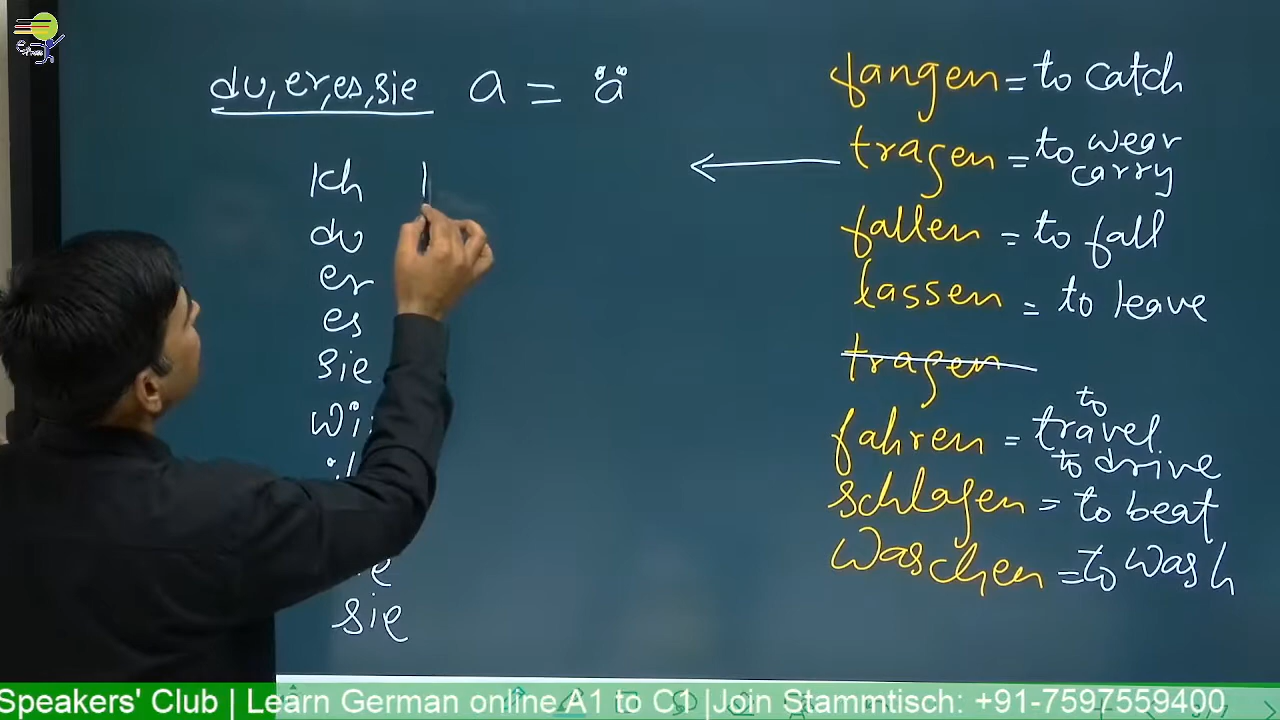 du, er, es, sie a = ä
Ich
du
er
es
sie
sie
fangen = to catch
tragen = to wear
carry
fallen = to fall
lassen = to leave
tragen
fahren = to travel
to drive
schlagen = to beat
Waschen = to wash
Speakers' Club | Learn German online A1 to C1 |Join Stammtisch: +91-7597559400